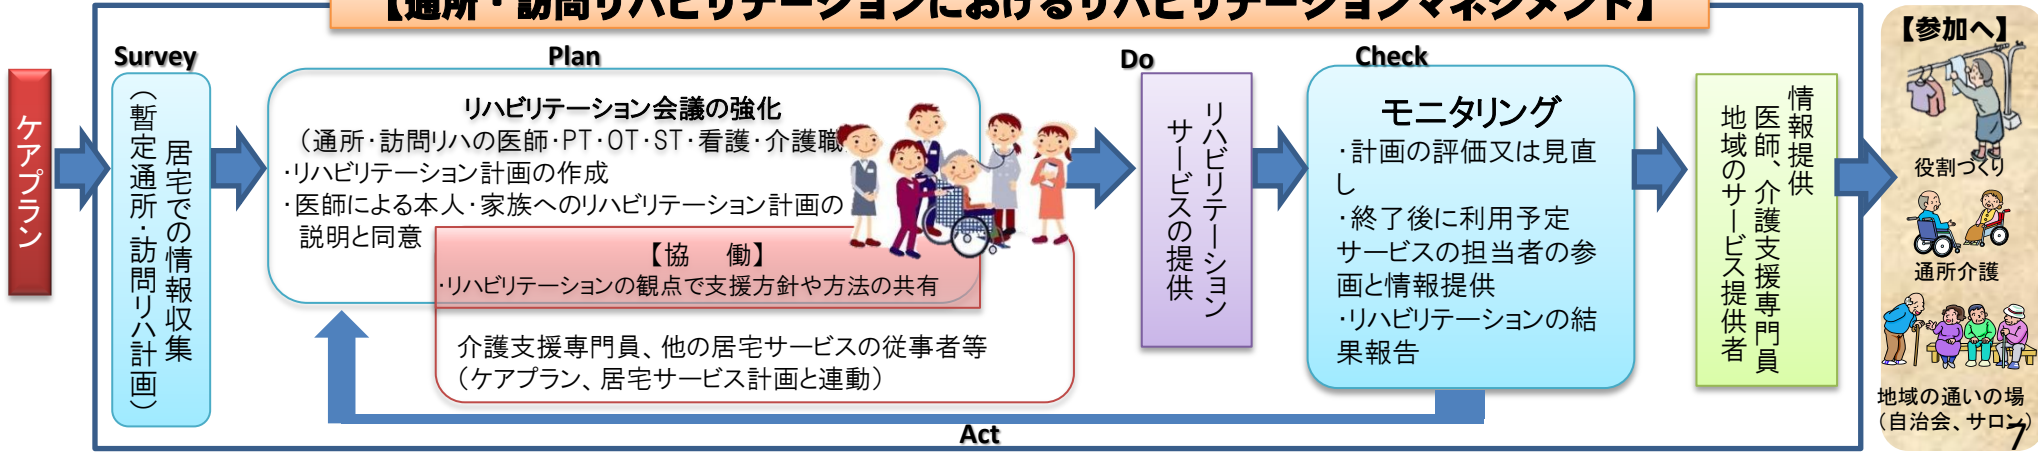 【通所・訪問リハビリテーションにおけるリハビリテーションマネジメント】
ケアプラン
Survey
居宅での情報収集
（暫定通所・訪問リハ計画）
Plan
リハビリテーション会議の強化
（通所・訪問リハの医師・PT・OT・ST・看護・介護職
・リハビリテーション計画の作成
・医師による本人・家族へのリハビリテーション計画の
説明と同意
【協　働】
・リハビリテーションの観点で支援方針や方法の共有
介護支援専門員、他の居宅サービスの従事者等
（ケアプラン、居宅サービス計画と連動）
Do
リハビリテーション
サービスの提供
Check
モニタリング
・計画の評価又は見直
し
・終了後に利用予定
サービスの担当者の参
画と情報提供
・リハビリテーションの結
果報告
Act
情報提供
医師、介護支援専門員
地域のサービス提供者
【参加へ】
役割づくり
通所介護
地域の通いの場
（自治会、サロン）
7